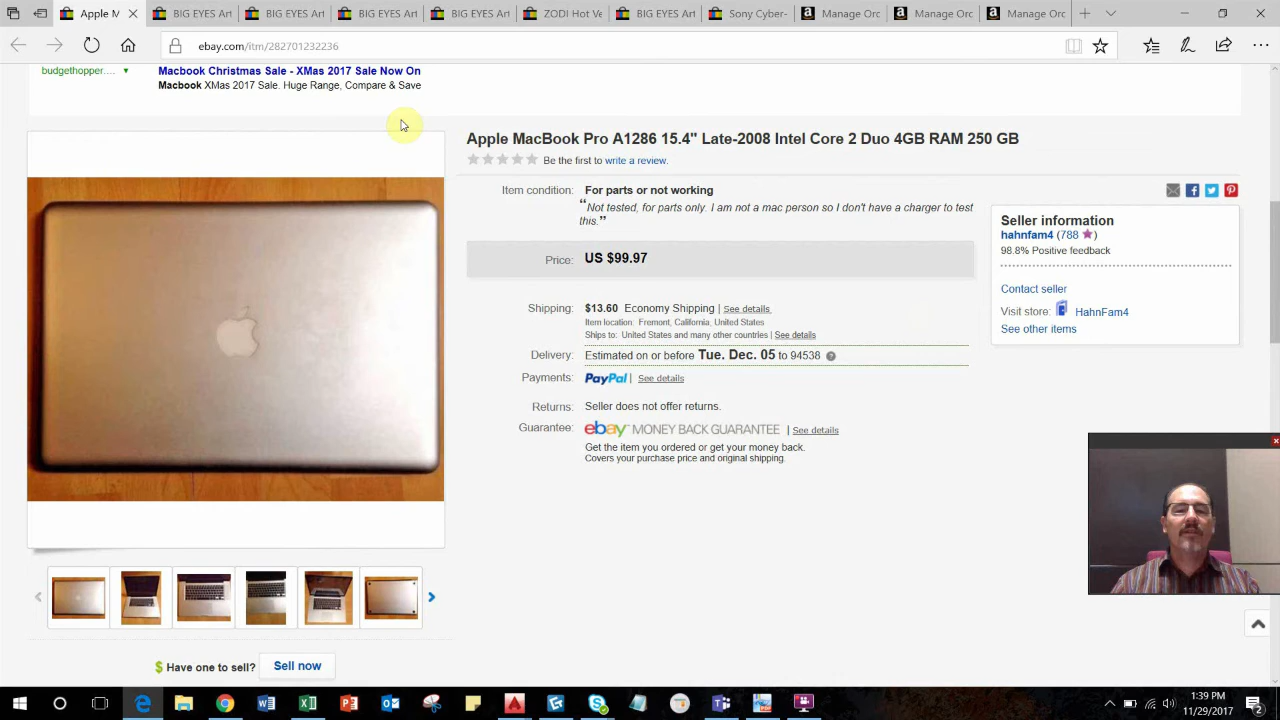 Apple M
BIG EYES Art
BIG EYES Art
BIG EYES Art
BIG EYES Art
ZODI Hot Ve
BIG EYES Art
Sony Cyber-
Manage Orc
Manage Orc
Manage Orc
ebay.com/itm/282701232236
budgethopper....
Macbook Christmas Sale - XMas 2017 Sale Now On
Macbook XMas 2017 Sale. Huge Range, Compare & Save
Apple MacBook Pro A1286 15.4" Late-2008 Intel Core 2 Duo 4GB RAM 250 GB
Be the first to write a review.
Item condition: For parts or not working
“Not tested, for parts only. I am not a mac person so I don't have a charger to test
this.”
Price: US $99.97
Shipping: $13.60 Economy Shipping | See details
Item location: Fremont, California, United States
Ships to: United States and many other countries | See details
Delivery: Estimated on or before Tue. Dec. 05 to 94538
Payments: PayPal | See details
Returns: Seller does not offer returns.
Guarantee: ebay MONEY BACK GUARANTEE | See details
Get the item you ordered or get your money back.
Covers your purchase price and original shipping.
Seller information
hahnfam4 (788)
98.8% Positive feedback
Contact seller
Visit store: HahnFam4
See other items
$ Have one to sell? Sell now
1:39 PM
11/29/2017
2